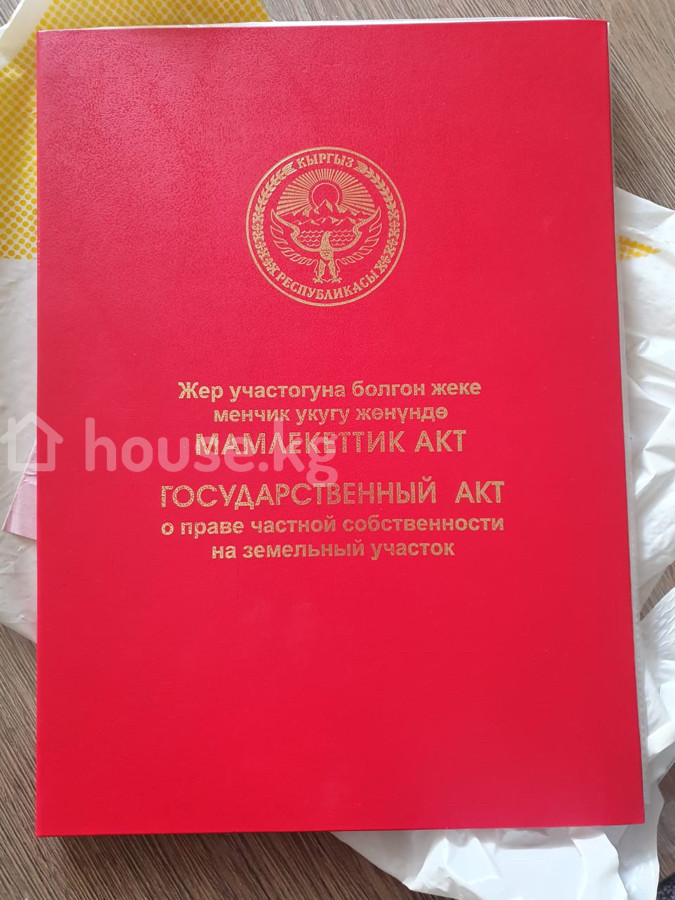 КЫРГЫЗ
РЕСПУБЛИКАСЫ
Жер участогуна болгон жеке
менчик укугу жөнүндө
МАМЛЕКЕТТИК АКТ
house.kg
ГОСУДАРСТВЕННЫЙ АКТ
о праве частной собственности
на земельный участок